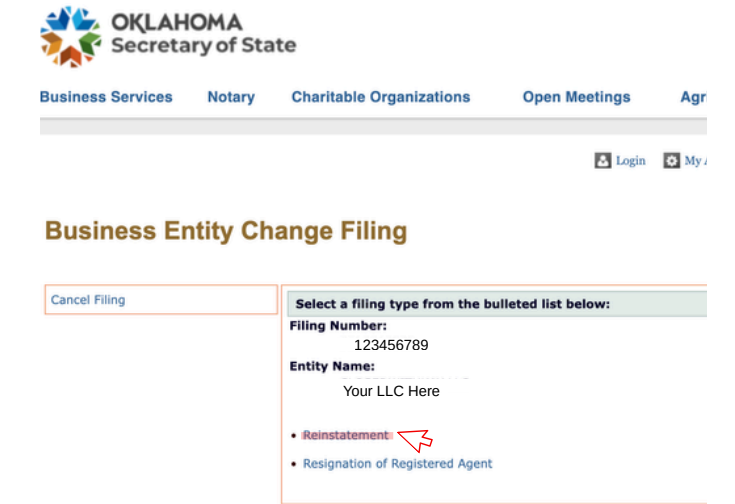 OKLAHOMA
Secretary of State
Business Services Notary Charitable Organizations Open Meetings Agr
Login My
Business Entity Change Filing
Cancel Filing
Select a filing type from the bulleted list below:
Filing Number:
123456789
Entity Name:
Your LLC Here
• Reinstatement
• Resignation of Registered Agent